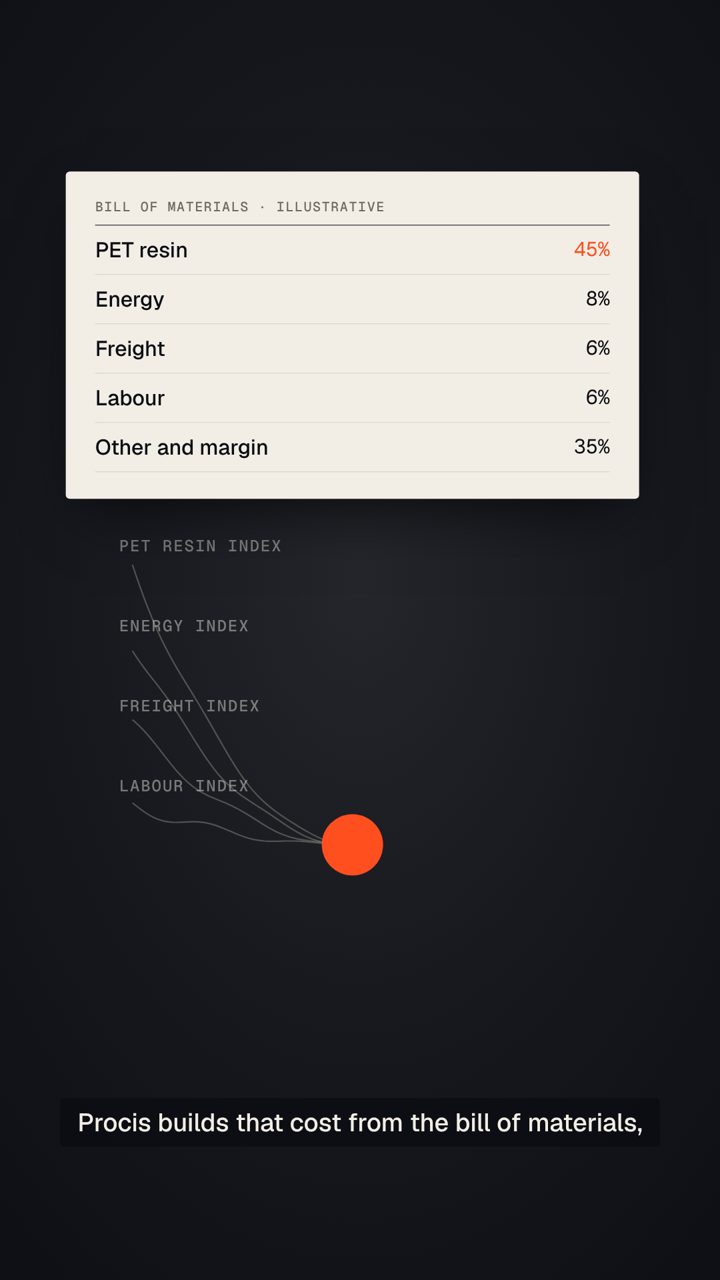 BILL OF MATERIALS · ILLUSTRATIVE
PET resin 45%
Energy 8%
Freight 6%
Labour 6%
Other and margin 35%
PET RESIN INDEX
ENERGY INDEX
FREIGHT INDEX
LABOUR INDEX
Procis builds that cost from the bill of materials,